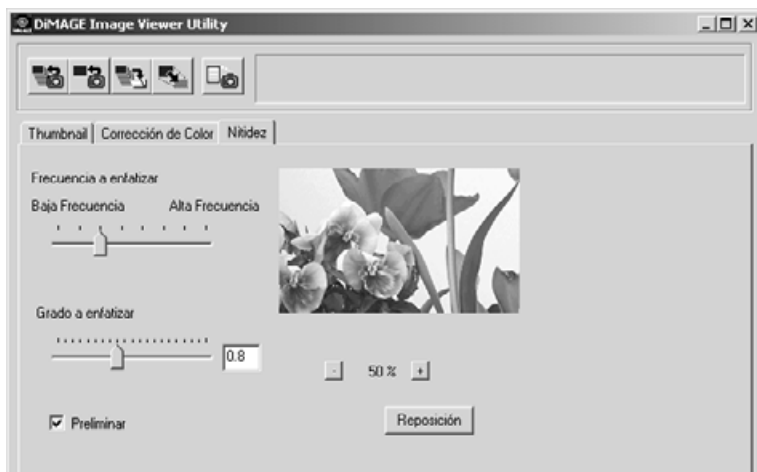 DiMAGE Image Viewer Utility
Thumbnail Corrección de Color Nitidez
Frecuencia a enfatizar
Baja Frecuencia Alta Frecuencia
Grado a enfatizar
0.8
- 50 % +
Preliminar
Reposición